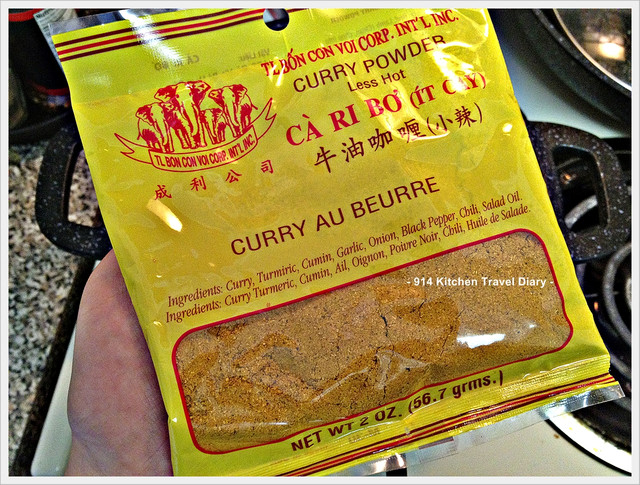 TL BỐN CON VOI CORP. INT'L INC.
CURRY POWDER
Less Hot
CÀ RI BƠ (ÍT CAY)
牛油咖喱(小辣)
TL BON CON VOI CORP. INT'L INC.
成利公司
CURRY AU BEURRE
Ingredients: Curry, Turmiric, Cumin, Garlic, Onion, Black Pepper, Chili, Salad Oil.
Ingredients: Curry Turmeric, Cumin, Ail, Oignon, Poivre Noir, Chili, Huile de Salade.
- 914 Kitchen Travel Diary -
NET WT 2 OZ. (56.7 grms.)